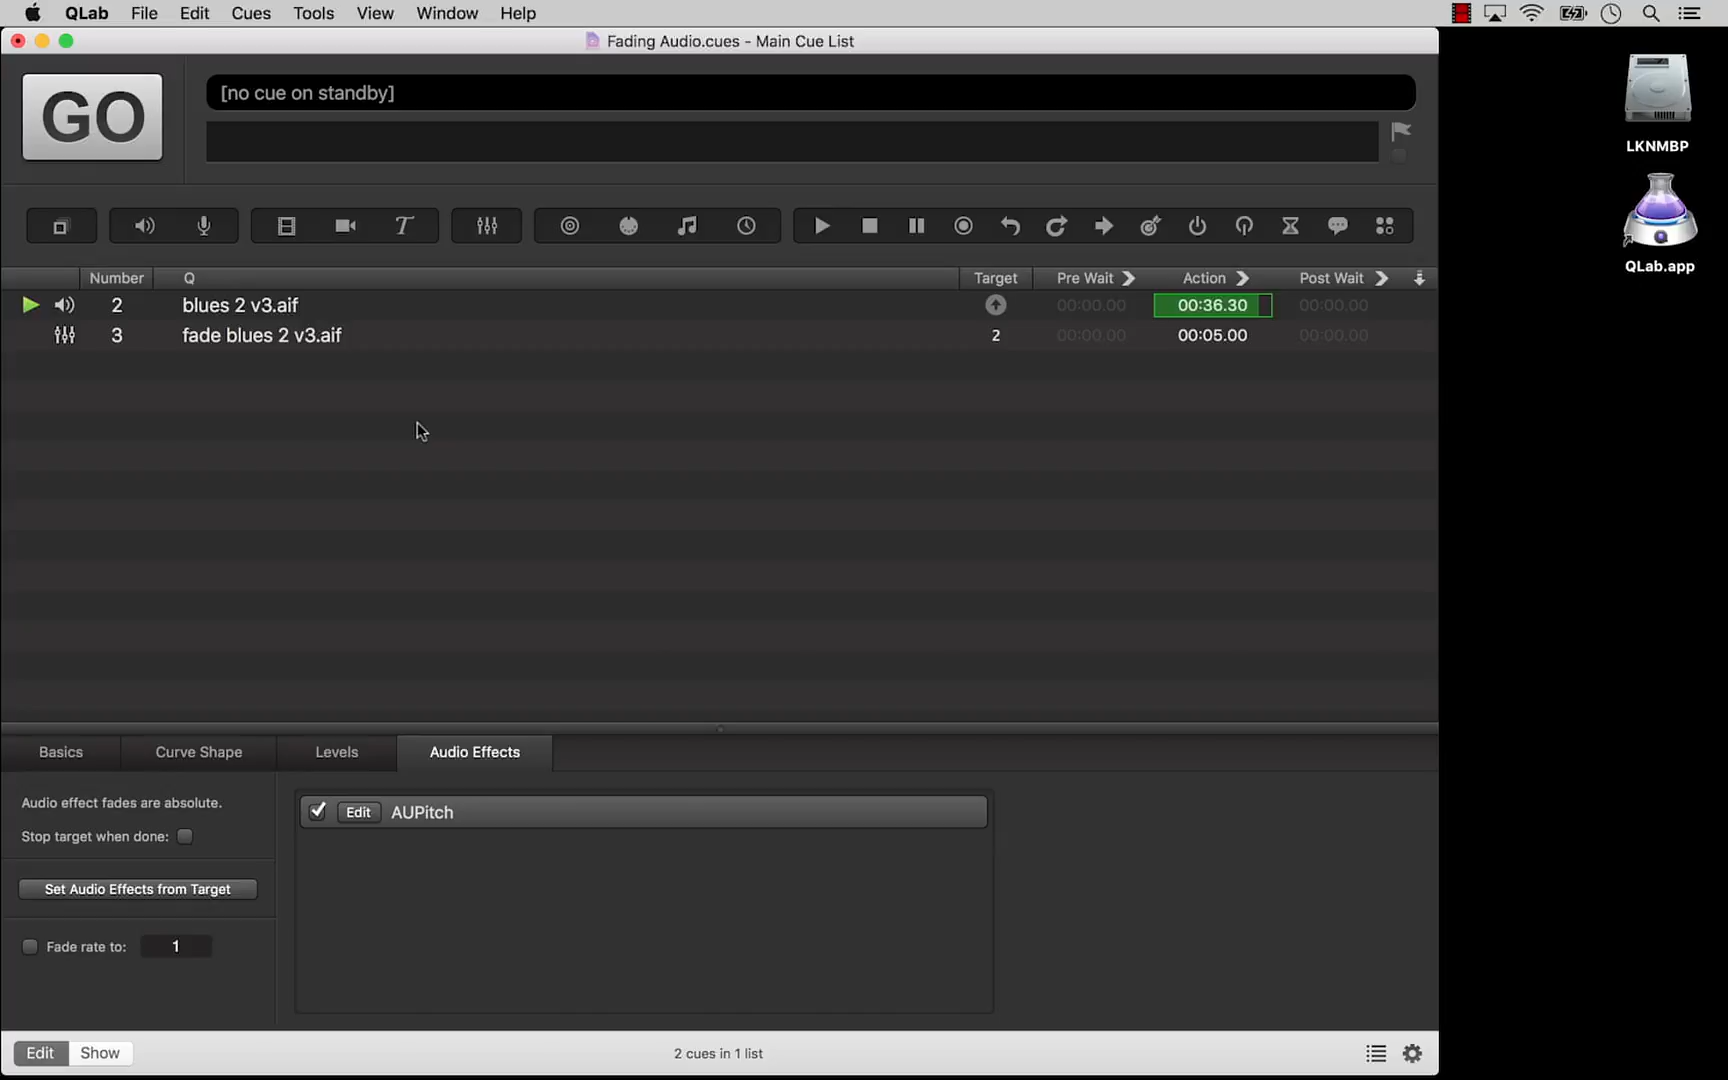 QLab File Edit Cues Tools View Window Help
Fading Audio.cues - Main Cue List
GO
[no cue on standby]
LKNMBP
QLab.app
Number Q Target Pre Wait Action Post Wait
2 blues 2 v3.aif 00:00.00 00:36.30 00:00.00
3 fade blues 2 v3.aif 2 00:00.00 00:05.00 00:00.00
Basics Curve Shape Levels Audio Effects
Audio effect fades are absolute.
Stop target when done:
Set Audio Effects from Target
Fade rate to: 1
Edit AUPitch
Edit Show
2 cues in 1 list